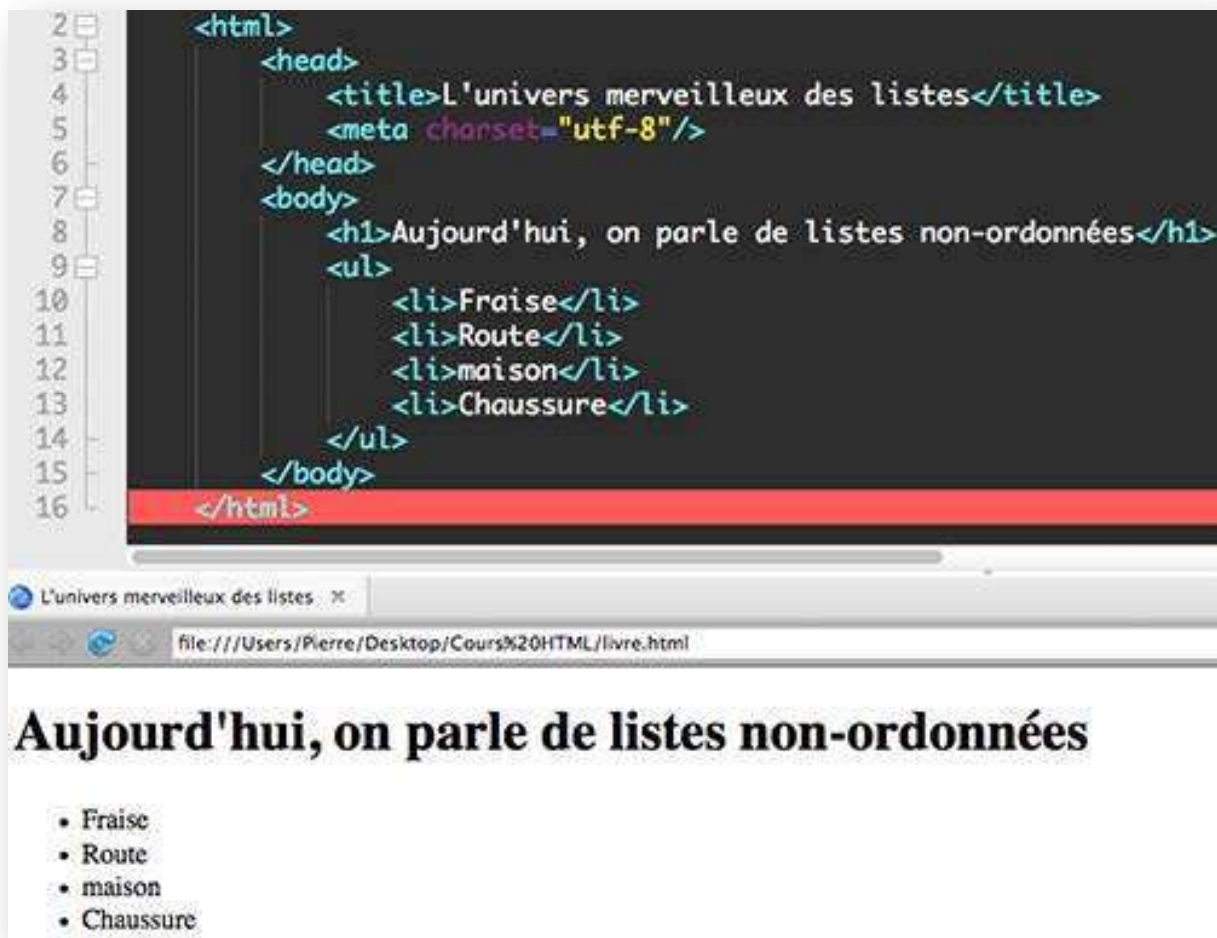 2 <html>
3 <head>
4 <title>L'univers merveilleux des listes</title>
5 <meta charset="utf-8"/>
6 </head>
7 <body>
8 <h1>Aujourd'hui, on parle de listes non-ordonnées</h1>
9 <ul>
10 <li>Fraise</li>
11 <li>Route</li>
12 <li>maison</li>
13 <li>Chaussure</li>
14 </ul>
15 </body>
16 </html>
L'univers merveilleux des listes
file:///Users/Pierre/Desktop/Cours%20HTML/livre.html
Aujourd'hui, on parle de listes non-ordonnées
• Fraise
• Route
• maison
• Chaussure